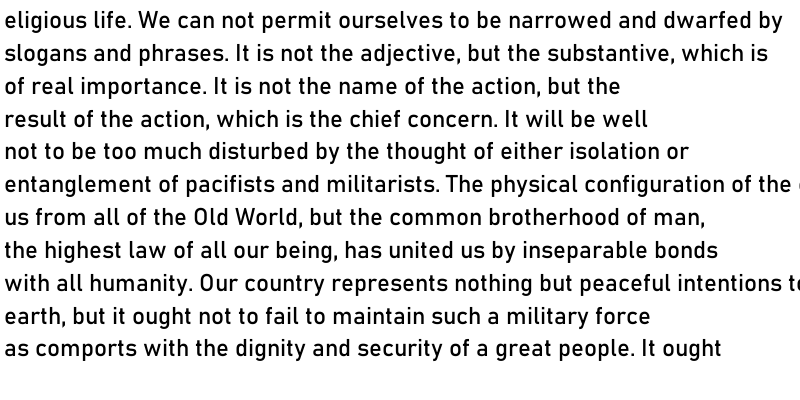 eligious life. We can not permit ourselves to be narrowed and dwarfed by
slogans and phrases. It is not the adjective, but the substantive, which is
of real importance. It is not the name of the action, but the
result of the action, which is the chief concern. It will be well
not to be too much disturbed by the thought of either isolation or
entanglement of pacifists and militarists. The physical configuration of the
us from all of the Old World, but the common brotherhood of man,
the highest law of all our being, has united us by inseparable bonds
with all humanity. Our country represents nothing but peaceful intentions
earth, but it ought not to fail to maintain such a military force
as comports with the dignity and security of a great people. It ought